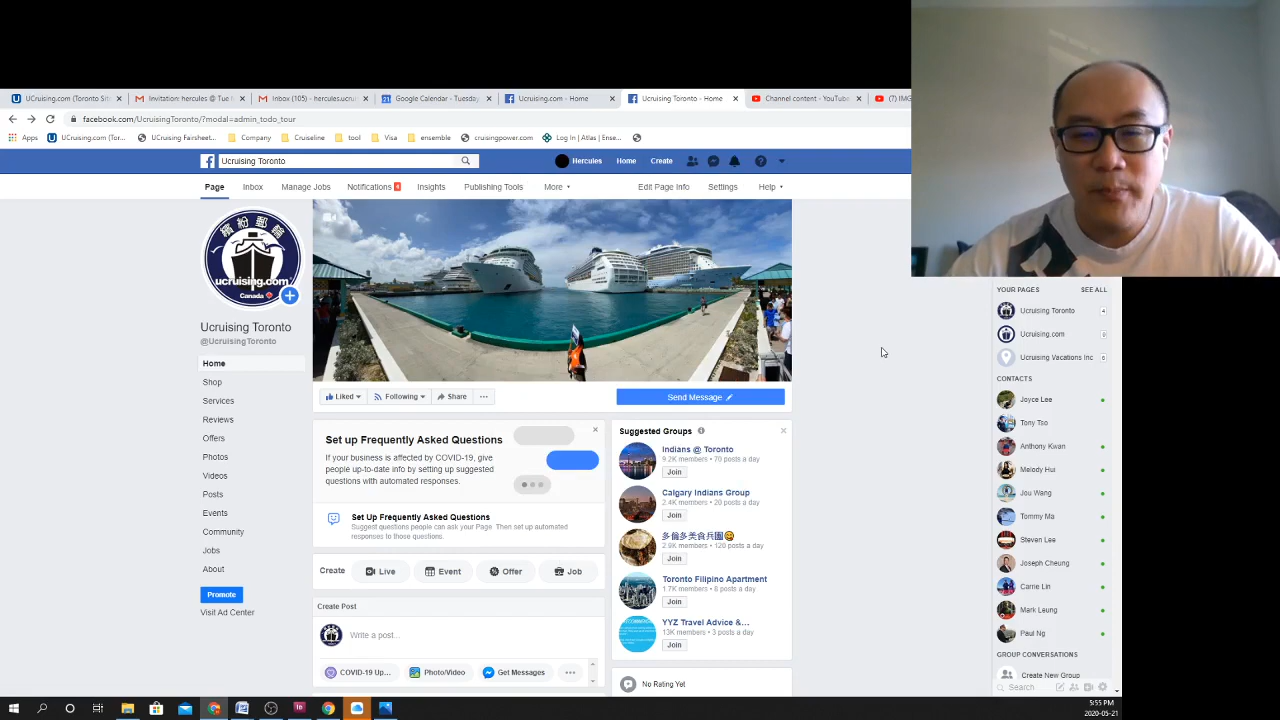 UCruising.com (Toronto Sit
Invitation: hercules @ Tue M
Inbox (105) - hercules.ucrui
Google Calendar - Tuesday
Ucruising.com - Home
Ucruising Toronto - Home
Channel content - YouTube
(7) IMG
facebook.com/UcruisingToronto/?modal=admin_todo_tour
Apps
UCruising.com (Tor...
UCruising Fairsheet...
Company
Cruiseline
tool
Visa
ensemble
cruisingpower.com
Log In | Atlas | Ense...
Ucruising Toronto
Hercules
Home
Create
Page
Inbox
Manage Jobs
Notifications 4
Insights
Publishing Tools
More
Edit Page Info
Settings
Help
繽紛郵輪
ucruising.com
Canada
Ucruising Toronto
@UcruisingToronto
Home
Shop
Services
Reviews
Offers
Photos
Videos
Posts
Events
Community
Jobs
About
Promote
Visit Ad Center
Liked
Following
Share
Send Message
Set up Frequently Asked Questions
If your business is affected by COVID-19, give
people up-to-date info by setting up suggested
questions with automated responses.
Set Up Frequently Asked Questions
Suggest questions people can ask your Page. Then set up automated
responses to those questions.
Create
Live
Event
Offer
Job
Create Post
Write a post...
COVID-19 Up...
Photo/Video
Get Messages
Suggested Groups
Indians @ Toronto
9.2K members • 70 posts a day
Join
Calgary Indians Group
2.4K members • 20 posts a day
Join
多倫多美食兵團😋
2.9K members • 120 posts a day
Join
Toronto Filipino Apartment
1.7K members • 8 posts a day
Join
YYZ Travel Advice &...
13K members • 3 posts a day
Join
No Rating Yet
YOUR PAGES
SEE ALL
Ucruising Toronto
4
Ucruising.com
Ucruising Vacations Inc
6
CONTACTS
Joyce Lee
Tony Tso
Anthony Kwan
Melody Hui
Jou Wang
Tommy Ma
Steven Lee
Joseph Cheung
Carrie Lin
Mark Leung
Paul Ng
GROUP CONVERSATIONS
Create New Group
Search
5:55 PM
2020-05-21